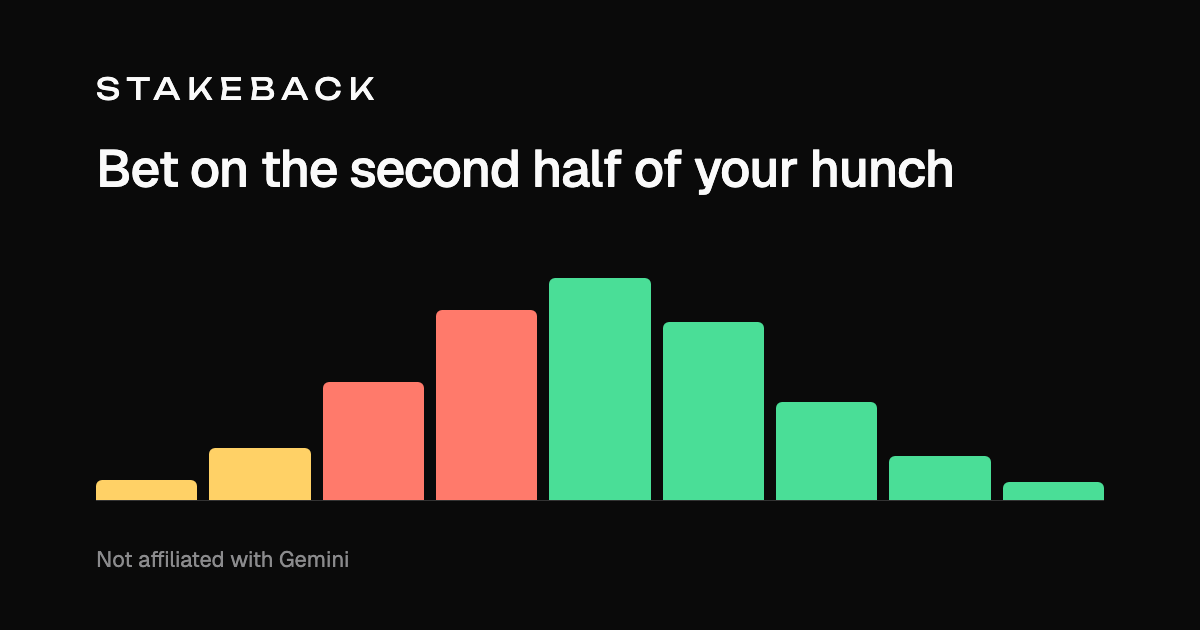 STAKEBACK
Bet on the second half of your hunch
Not affiliated with Gemini